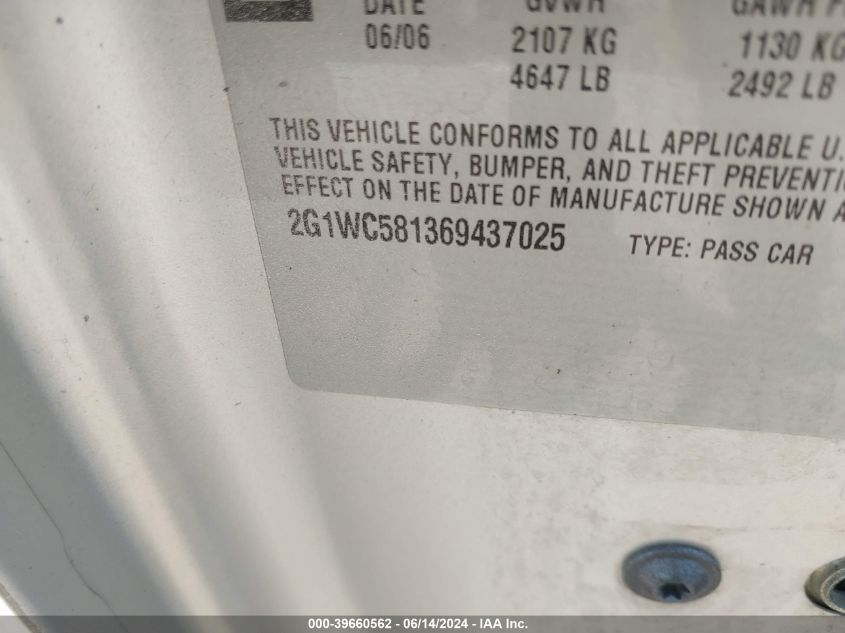 DATE GVWR GAWR F
06/06 2107 KG 1130 KG
4647 LB 2492 LB
THIS VEHICLE CONFORMS TO ALL APPLICABLE U.
VEHICLE SAFETY, BUMPER, AND THEFT PREVENTI
EFFECT ON THE DATE OF MANUFACTURE SHOWN A
2G1WC581369437025 TYPE: PASS CAR
000-39660562 - 06/14/2024 - IAA Inc.